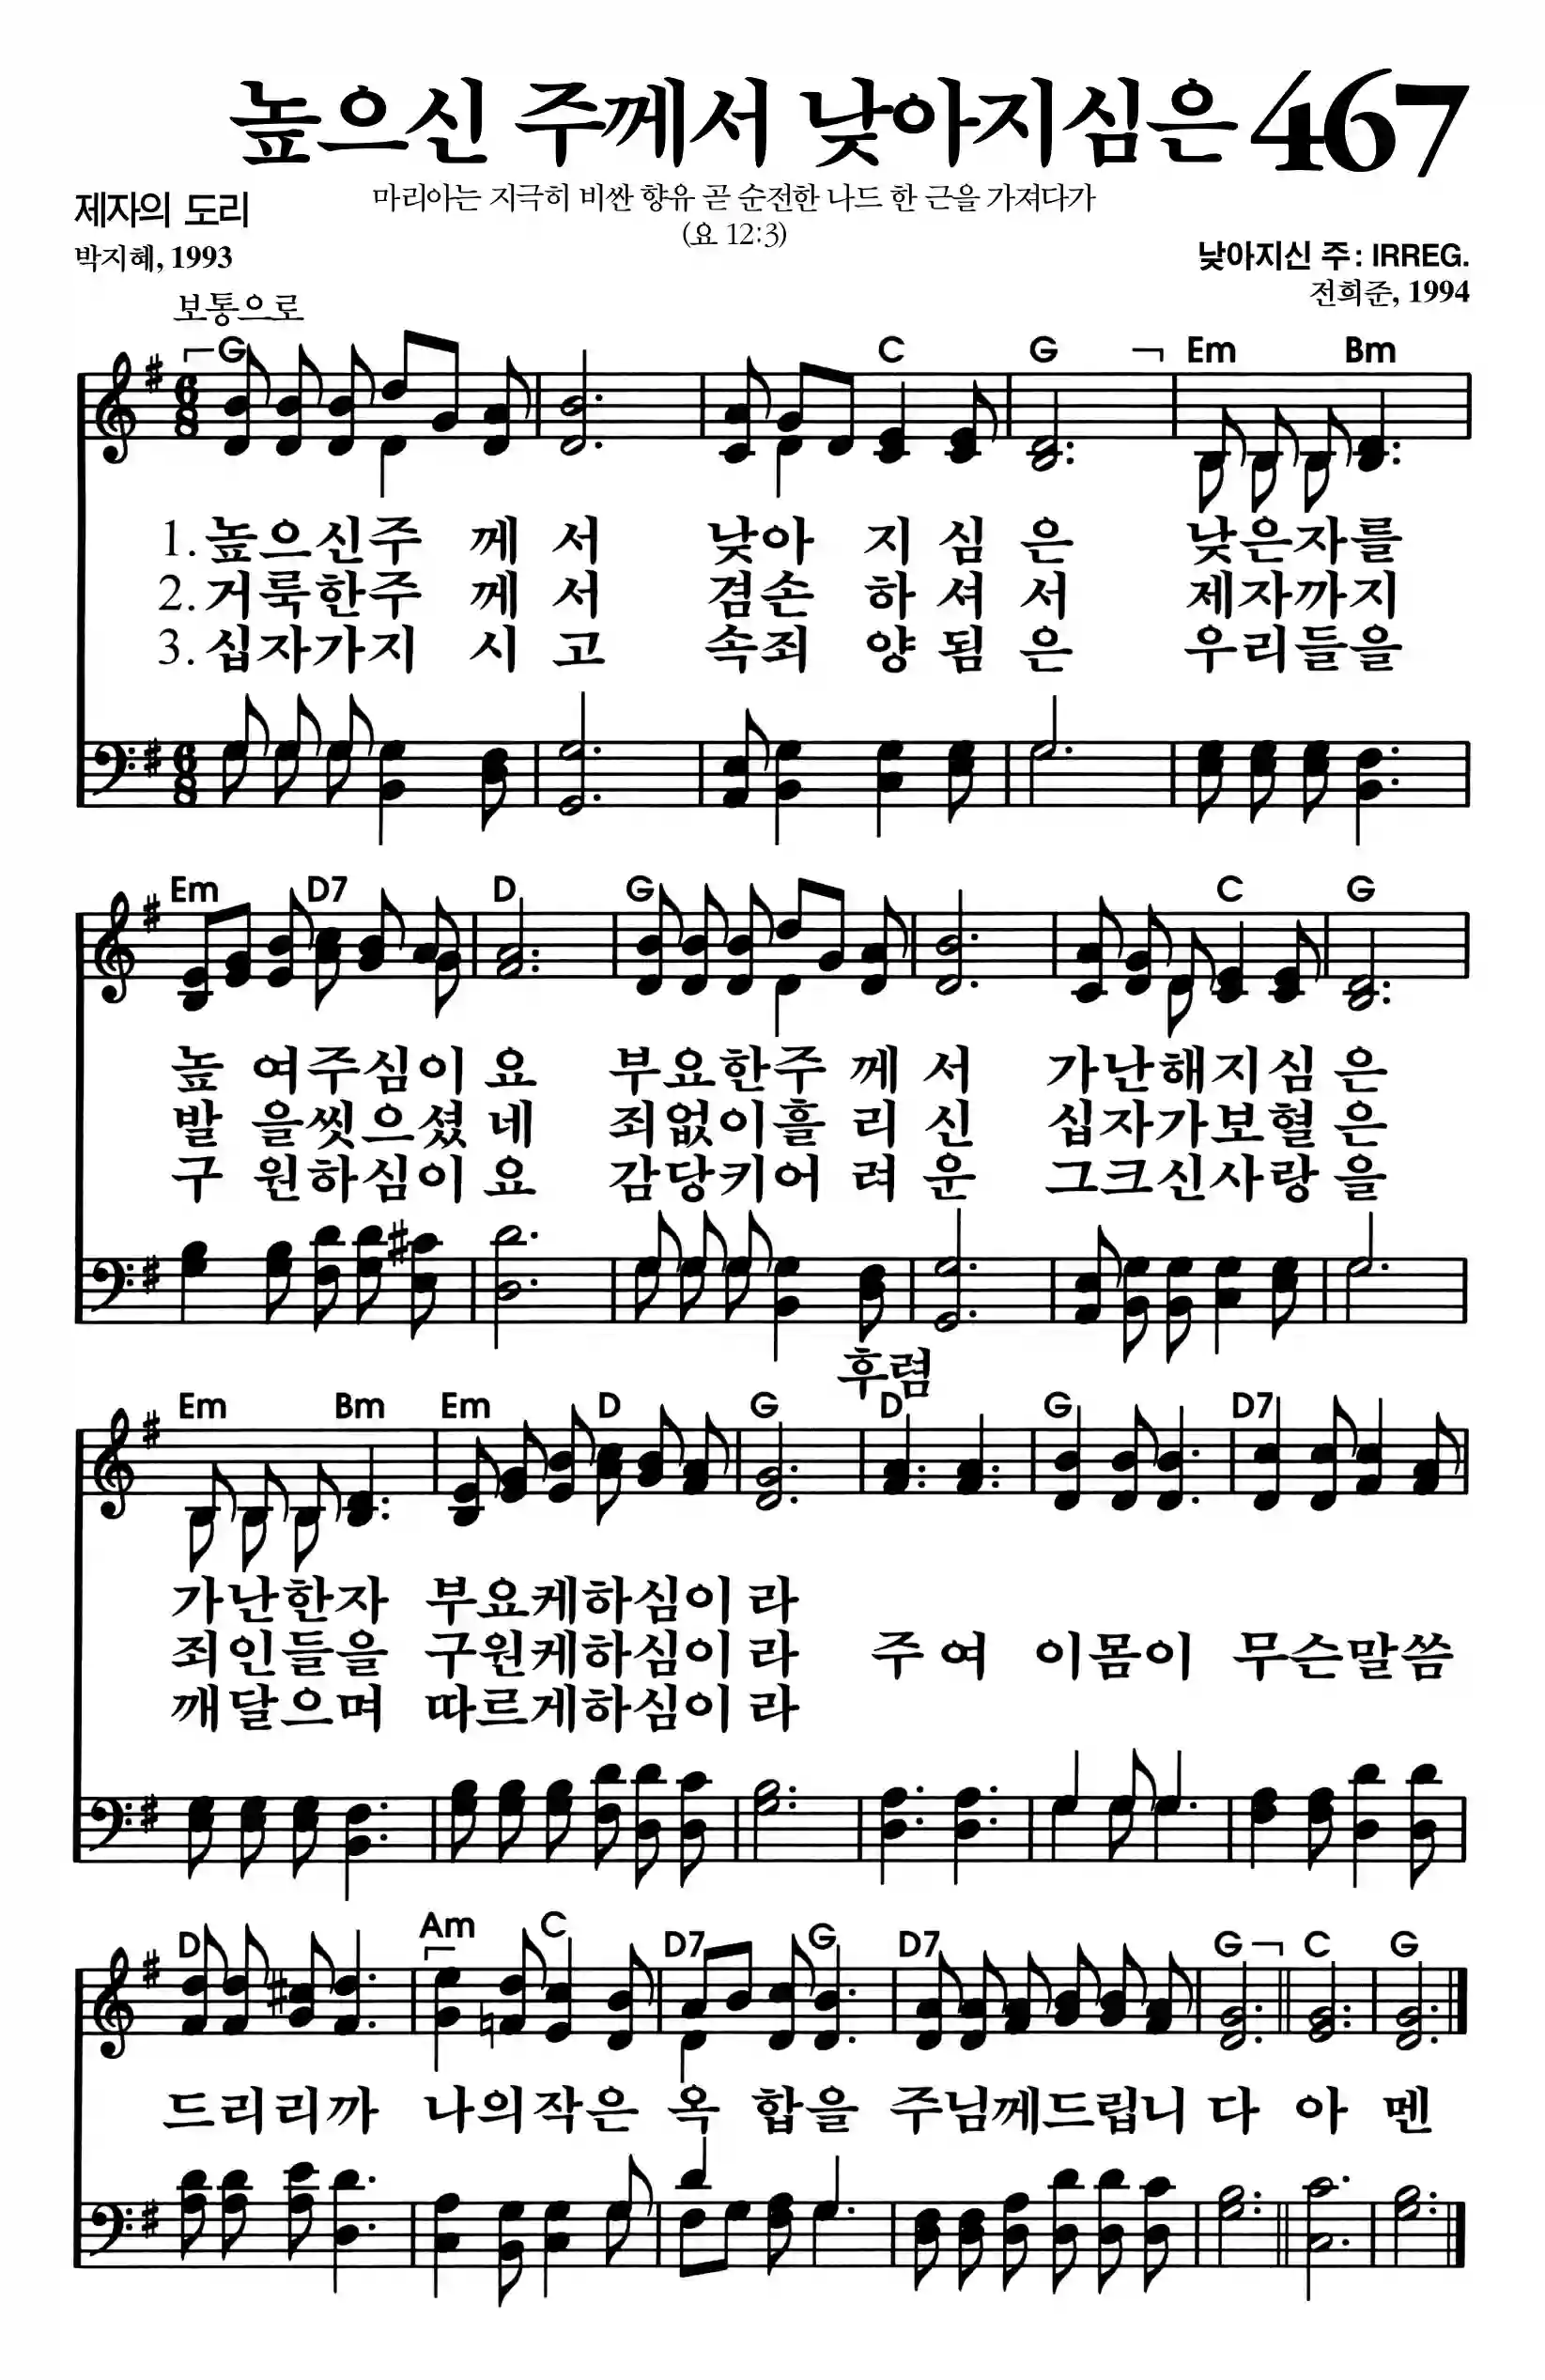 높으신 주께서 낮아지심은 467
제자의 도리
마리아는 지극히 비싼 향유 곧 순전한 나드 한 근을 가져다가
(요 12:3)
박지혜, 1993
낮아지신 주: IRREG.
전희준, 1994
보통으로
G C G Em Bm
6 8
1. 높으신주 께 서 낮아 지 심 은 낮은자를
2. 거룩한주 께 서 겸손 하 셔 서 제자까지
3. 십자가지 시 고 속죄 양 됨 은 우리들을
6 8
Em D7 D G C G
높 여주심이 요 부요한주 께 서 가난해지심 은
발 을씻으셨 네 죄없이흘 리 신 십자가보혈 은
구 원하심이 요 감당키어 려 운 그크신사랑 을
후렴
Em Bm Em D G D G D7
가난한자 부요케하심이 라
죄인들을 구원케하심이 라 주 여 이몸이 무슨말씀
깨달으며 따르게하심이 라
D Am C D7 G D7 G C G
드리리까 나의작은 옥 합을 주님께드립니 다 아 멘